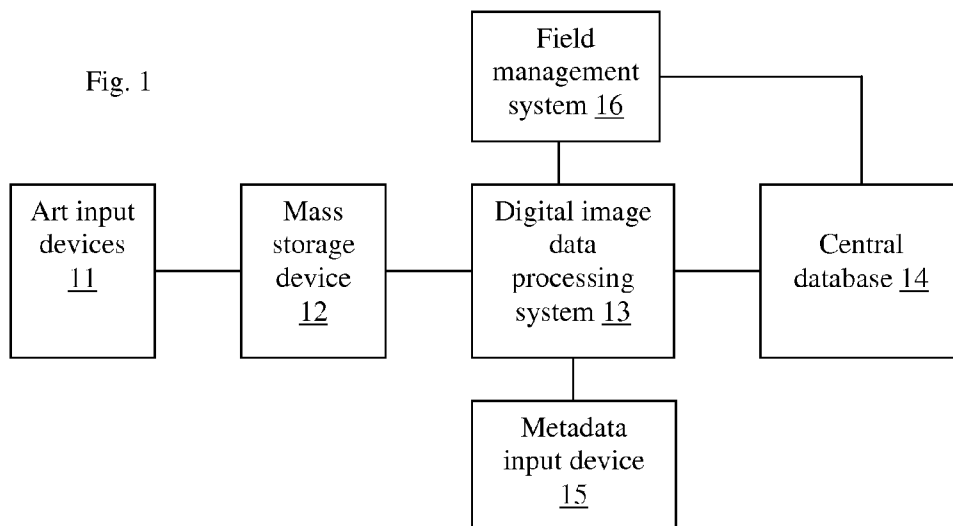 Fig. 1
Field
management
system 16
Art input
devices
11
Mass
storage
device
12
Digital image
data
processing
system 13
Central
database 14
Metadata
input device
15